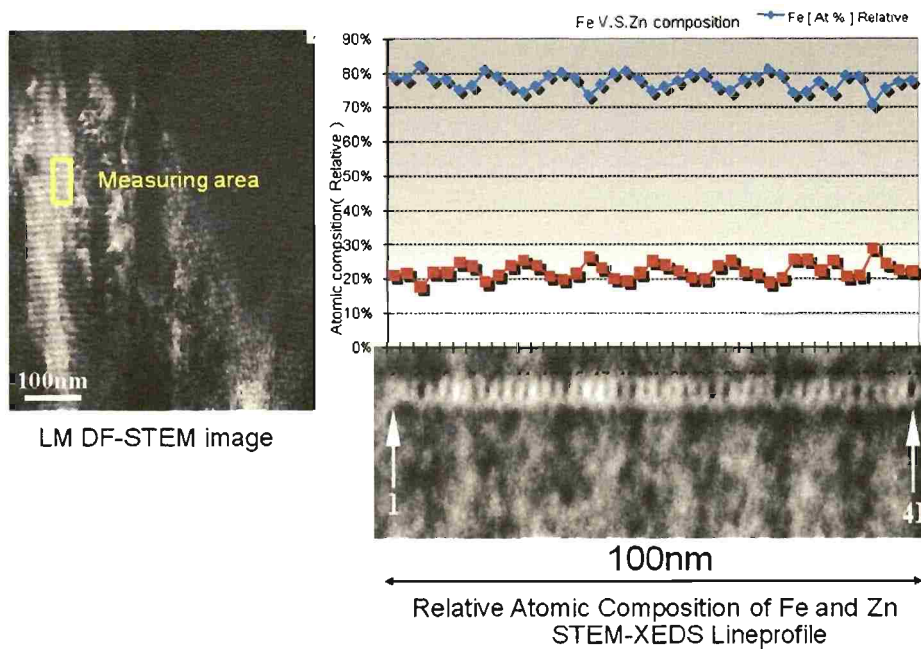 Measuring area
100nm
LM DF-STEM image
Fe V.S.Zn composition
Fe [ At % ] Relative
Atomic composition( Relative )
90%
80%
70%
60%
50%
40%
30%
20%
10%
0%
1
41
100nm
Relative Atomic Composition of Fe and Zn
STEM-XEDS Lineprofile